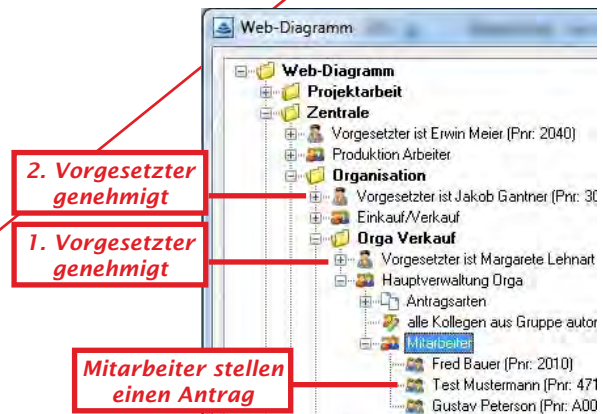 Web-Diagramm
Web-Diagramm
Projektarbeit
Zentrale
Vorgesetzter ist Erwin Meier (Pnr: 2040)
Produktion Arbeiter
Organisation
2. Vorgesetzter
genehmigt
Vorgesetzter ist Jakob Gantner (Pnr: 30
Einkauf/Verkauf
Orga Verkauf
1. Vorgesetzter
genehmigt
Vorgesetzter ist Margarete Lehnart
Hauptverwaltung Orga
Antragsarten
alle Kollegen aus Gruppe autor
Mitarbeiter
Mitarbeiter stellen
einen Antrag
Fred Bauer (Pnr: 2010)
Test Mustermann (Pnr: 471
Gustav Peterson (Pnr: A00